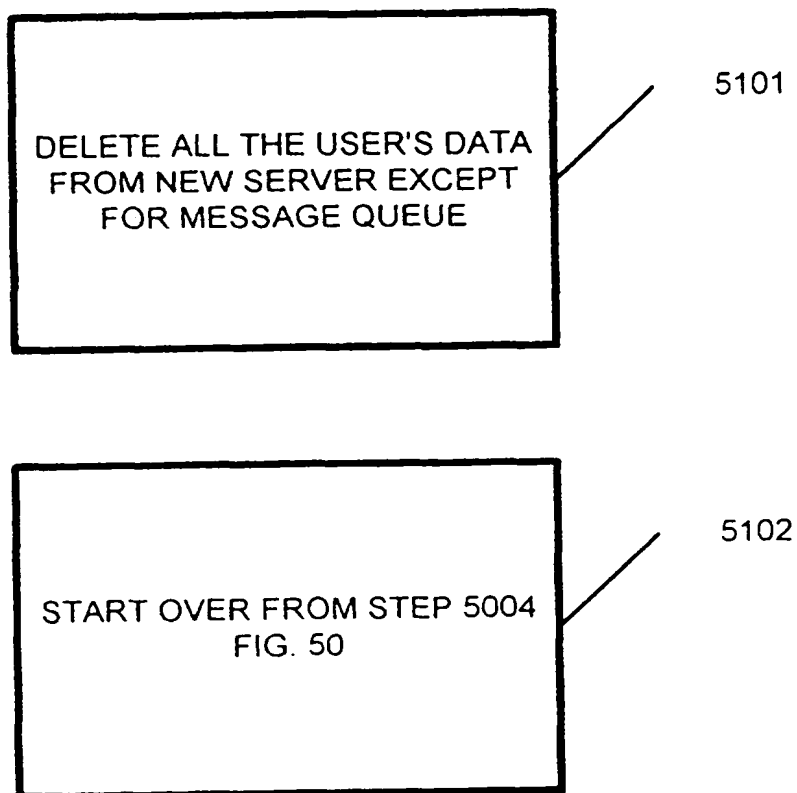 5101
DELETE ALL THE USER'S DATA
FROM NEW SERVER EXCEPT
FOR MESSAGE QUEUE
5102
START OVER FROM STEP 5004
FIG. 50